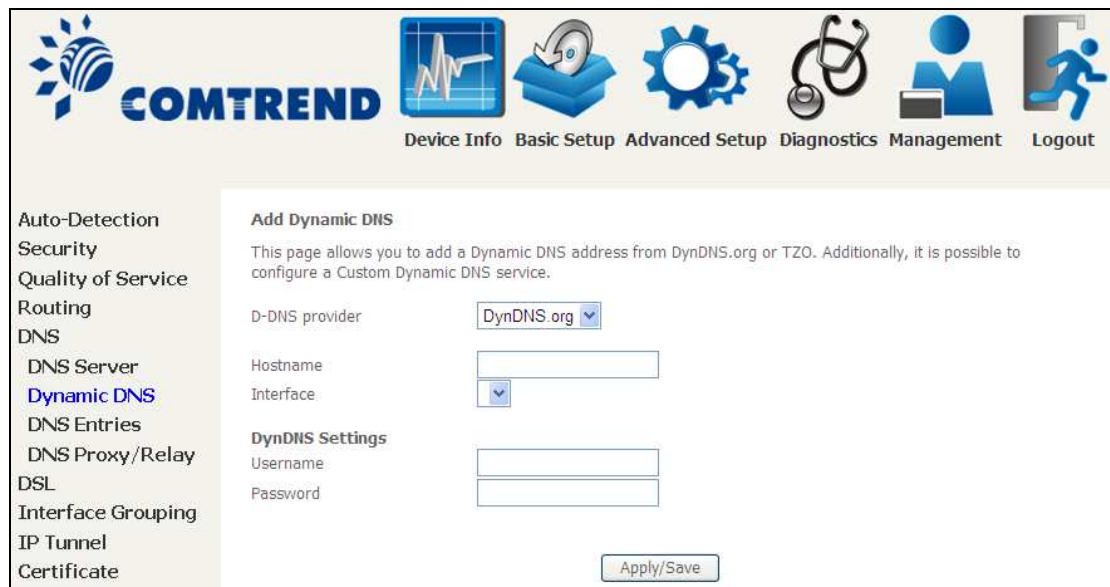 COMTREND
Device Info Basic Setup Advanced Setup Diagnostics Management Logout
Auto-Detection
Security
Quality of Service
Routing
DNS
DNS Server
Dynamic DNS
DNS Entries
DNS Proxy/Relay
DSL
Interface Grouping
IP Tunnel
Certificate
Add Dynamic DNS
This page allows you to add a Dynamic DNS address from DynDNS.org or TZO. Additionally, it is possible to
configure a Custom Dynamic DNS service.
D-DNS provider DynDNS.org
Hostname
Interface
DynDNS Settings
Username
Password
Apply/Save